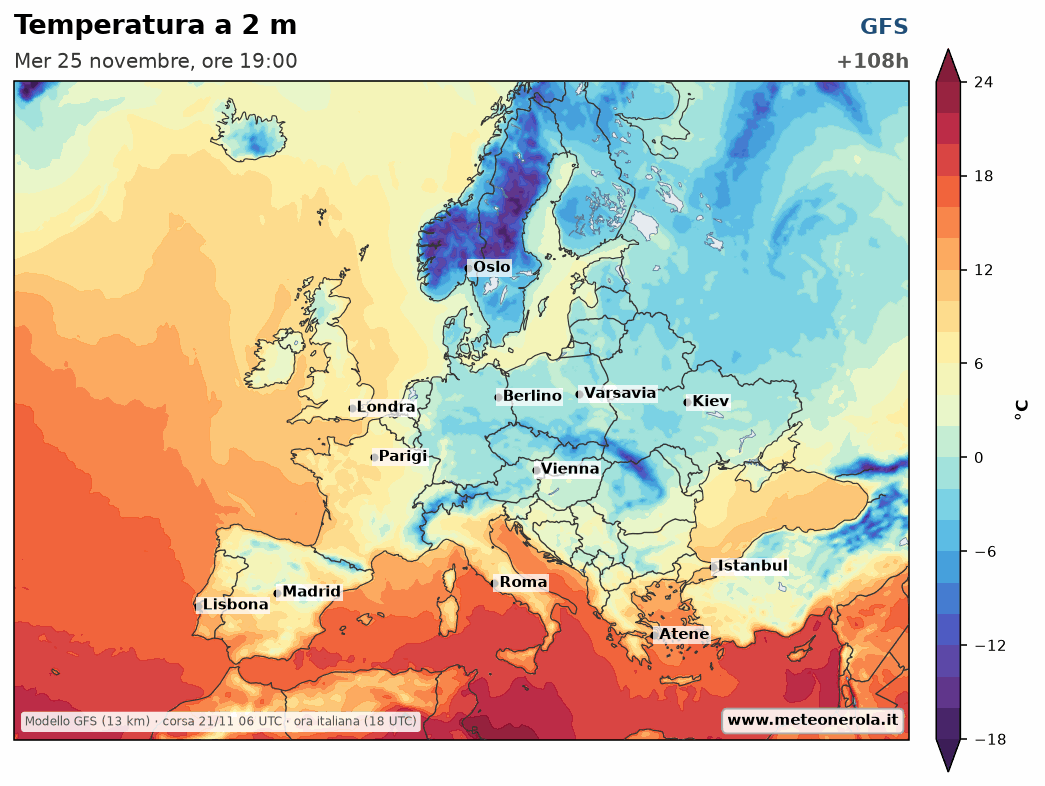 Temperatura a 2 m
GFS
Mer 25 novembre, ore 19:00
+108h
24
18
12
6
0
−6
−12
−18
°C
Oslo
Londra
Berlino
Varsavia
Kiev
Parigi
Vienna
Istanbul
Roma
Madrid
Lisbona
Atene
Modello GFS (13 km) · corsa 21/11 06 UTC · ora italiana (18 UTC)
www.meteonerola.it